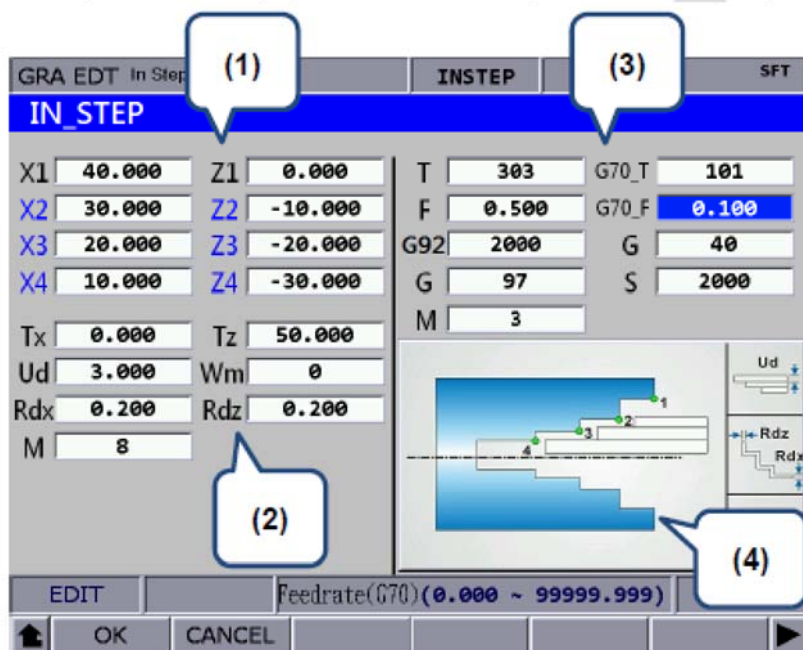 GRA EDT In Step INSTEP SFT
(1)
(3)
IN_STEP
X1 40.000 Z1 0.000 T 303 G70_T 101
X2 30.000 Z2 -10.000 F 0.500 G70_F 0.100
X3 20.000 Z3 -20.000 G92 2000 G 40
X4 10.000 Z4 -30.000 G 97 S 2000
M 3
Tx 0.000 Tz 50.000
Ud 3.000 Wm 0
Rdx 0.200 Rdz 0.200
M 8
Ud
1
2
3
4
Rdz
Rdx
(2)
(4)
EDIT Feedrate(G70)(0.000 ~ 99999.999)
OK CANCEL